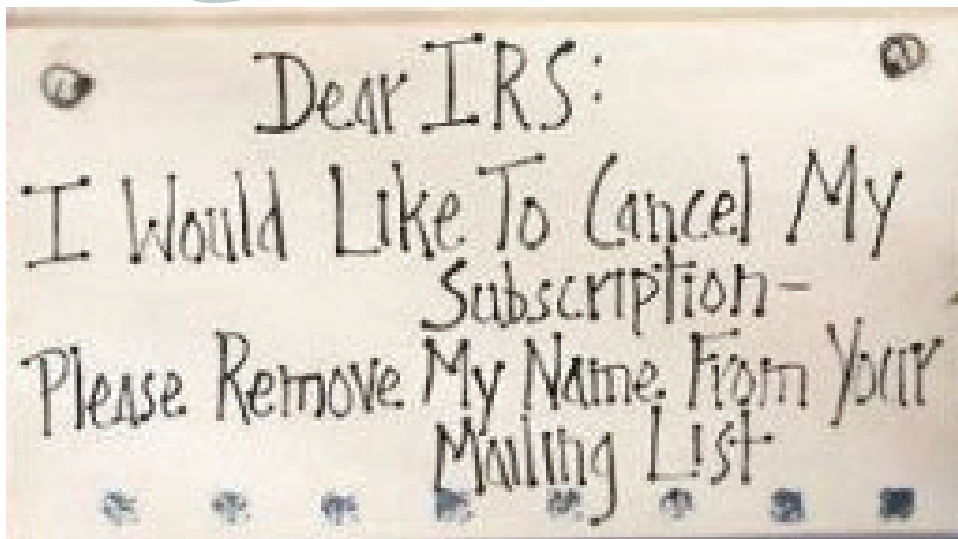 Dear IRS:
I Would Like To Cancel My
Subscription-
Please Remove My Name From Your
Mailing List